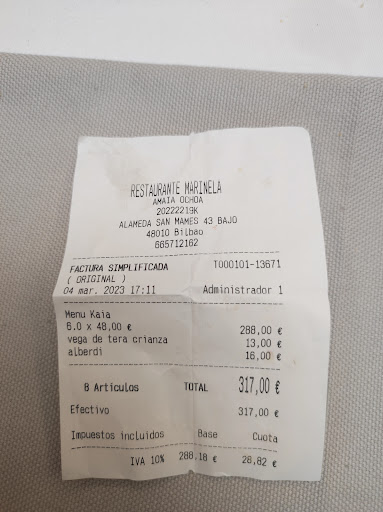 RESTAURANTE MARINELA
AMAIA OCHOA
20222219K
ALAMEDA SAN MAMES 43 BAJO
48010 Bilbao
665712162
FACTURA SIMPLIFICADA T000101-13671
( ORIGINAL )
04 mar. 2023 17:11 Administrador 1
Menu Kaia
6.0 x 48,00 € 288,00 €
vega de tera crianza 13,00 €
alberdi 16,00 €
8 Artículos TOTAL 317,00 €
Efectivo 317,00 €
Impuestos incluidos Base Cuota
IVA 10% 288,18 € 28,82 €